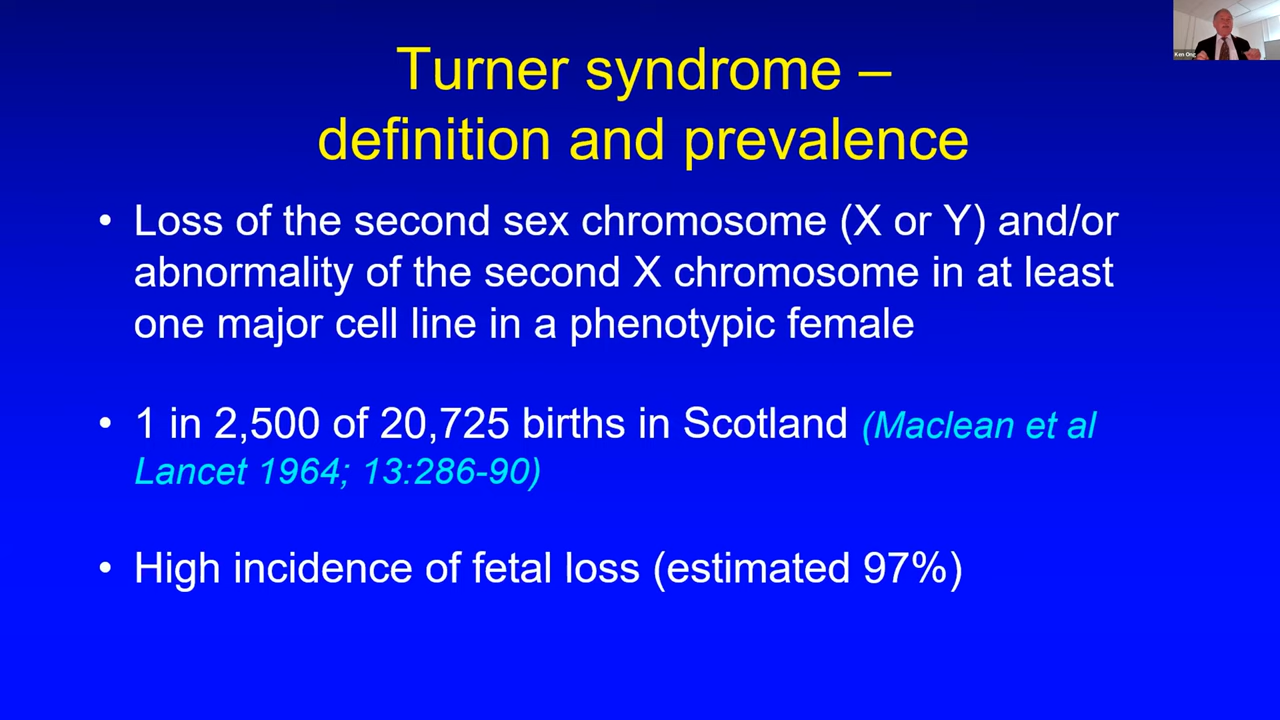 Turner syndrome –
definition and prevalence
• Loss of the second sex chromosome (X or Y) and/or
abnormality of the second X chromosome in at least
one major cell line in a phenotypic female
• 1 in 2,500 of 20,725 births in Scotland (Maclean et al
Lancet 1964; 13:286-90)
• High incidence of fetal loss (estimated 97%)
Ken Ong